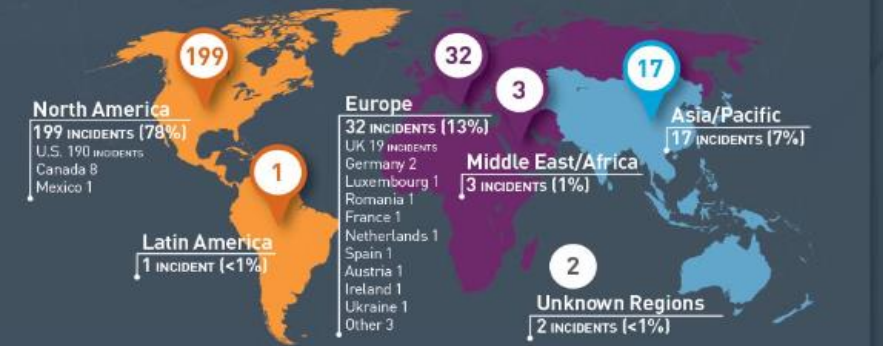 199
32
17
3
1
2
North America
199 INCIDENTS (78%)
U.S. 190 INCIDENTS
Canada 8
Mexico 1
Latin America
1 INCIDENT (<1%)
Europe
32 INCIDENTS (13%)
UK 19 INCIDENTS
Germany 2
Luxembourg 1
Romania 1
France 1
Netherlands 1
Spain 1
Austria 1
Ireland 1
Ukraine 1
Other 3
Middle East/Africa
3 INCIDENTS (1%)
Asia/Pacific
17 INCIDENTS (7%)
Unknown Regions
2 INCIDENTS (<1%)